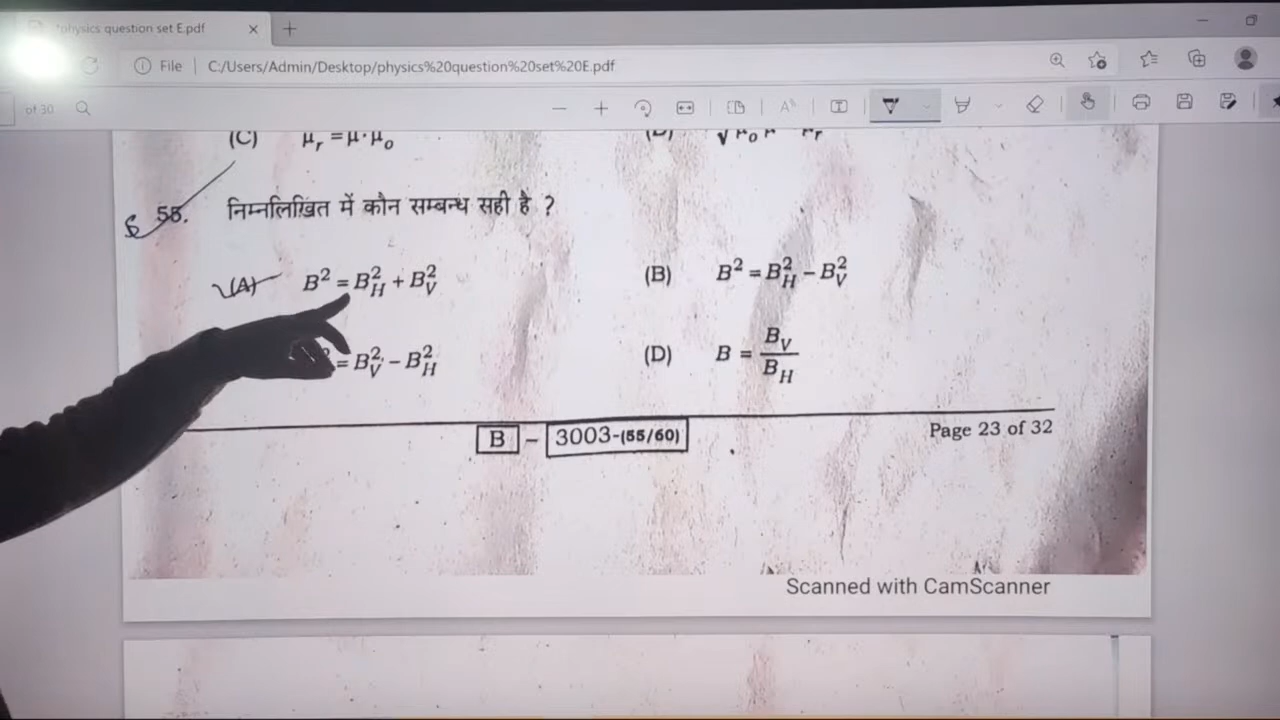 physics question set E.pdf
File | C:/Users/Admin/Desktop/physics%20question%20set%20E.pdf
of 30
(C) μr = μ·μo
55. निम्नलिखित में कौन सम्बन्ध सही है ?
(A) B² = B²H + B²V (B) B² = B²H − B²V
= B²V − B²H (D) B = BV / BH
B – 3003-(55/60) Page 23 of 32
Scanned with CamScanner